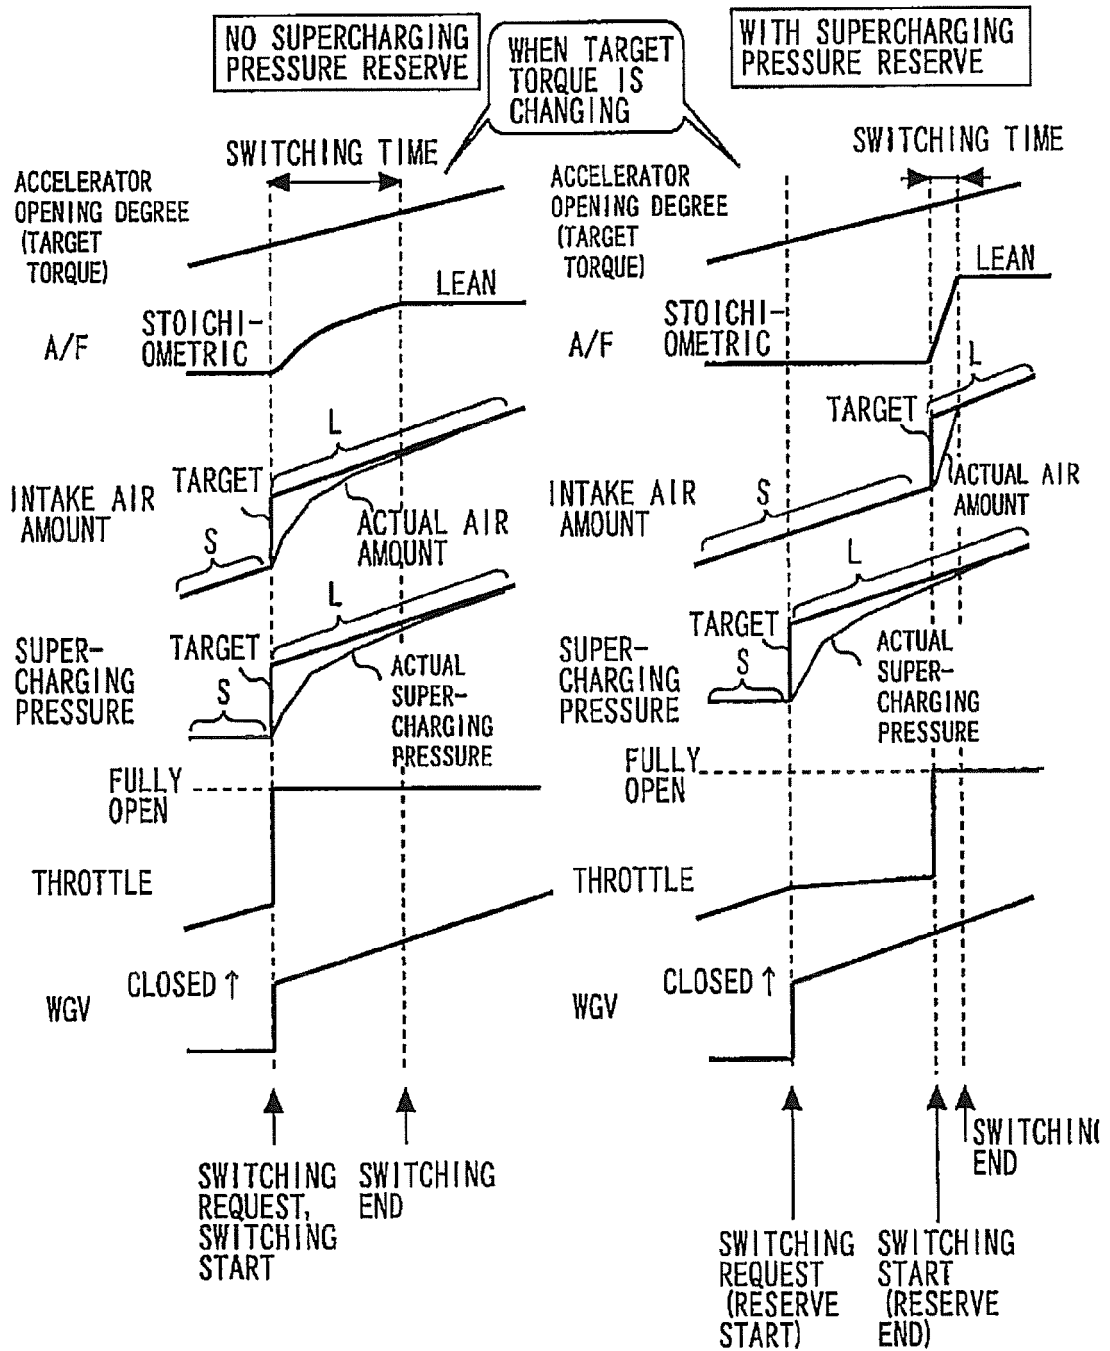 NO SUPERCHARGING
PRESSURE RESERVE
WHEN TARGET
TORQUE IS
CHANGING
WITH SUPERCHARGING
PRESSURE RESERVE
SWITCHING TIME
ACCELERATOR
OPENING DEGREE
(TARGET
TORQUE)
LEAN
STOICHI-
OMETRIC
A/F
L
TARGET
INTAKE AIR
AMOUNT
S
ACTUAL AIR
AMOUNT
L
TARGET
SUPER-
CHARGING
PRESSURE
S
ACTUAL
SUPER-
CHARGING
PRESSURE
FULLY
OPEN
THROTTLE
CLOSED ↑
WGV
SWITCHING
REQUEST,
SWITCHING
START
SWITCHING
END
SWITCHING TIME
ACCELERATOR
OPENING DEGREE
(TARGET
TORQUE)
LEAN
STOICHI-
OMETRIC
A/F
L
TARGET
INTAKE AIR
AMOUNT
S
ACTUAL AIR
AMOUNT
L
TARGET
SUPER-
CHARGING
PRESSURE
S
ACTUAL
SUPER-
CHARGING
PRESSURE
FULLY
OPEN
THROTTLE
CLOSED ↑
WGV
SWITCHIN
END
SWITCHING
REQUEST
(RESERVE
START)
SWITCHING
START
(RESERVE
END)